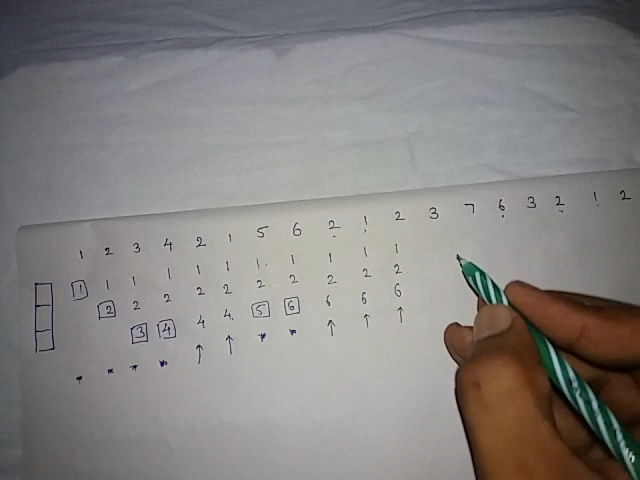 1 2 3 4 2 1 5 6 2 1 2 3 7 6 3 2 1 2
1 1 1 1 1 1 1 1 1 1 1
2 2 2 2 2 2 2 2 2 2
3 4 4 4 5 6 6 6 6
* * * * ↑ ↑ * * ↑ ↑ ↑